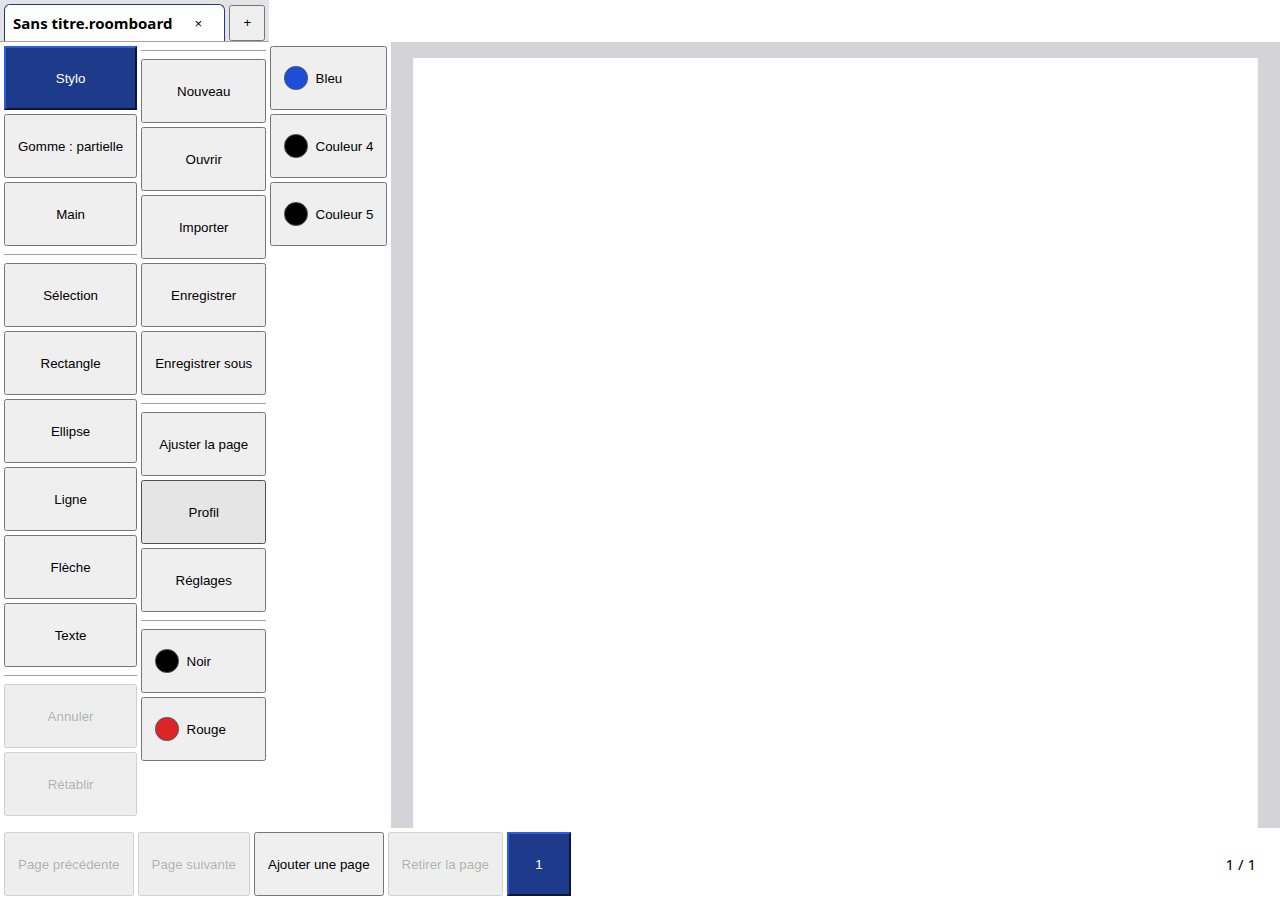 Sans titre.roomboard × +
Stylo
Gomme : partielle
Main
Sélection
Rectangle
Ellipse
Ligne
Flèche
Texte
Annuler
Rétablir
Nouveau
Ouvrir
Importer
Enregistrer
Enregistrer sous
Ajuster la page
Profil
Réglages
Noir
Rouge
Bleu
Couleur 4
Couleur 5
Page précédente
Page suivante
Ajouter une page
Retirer la page
1
1 / 1